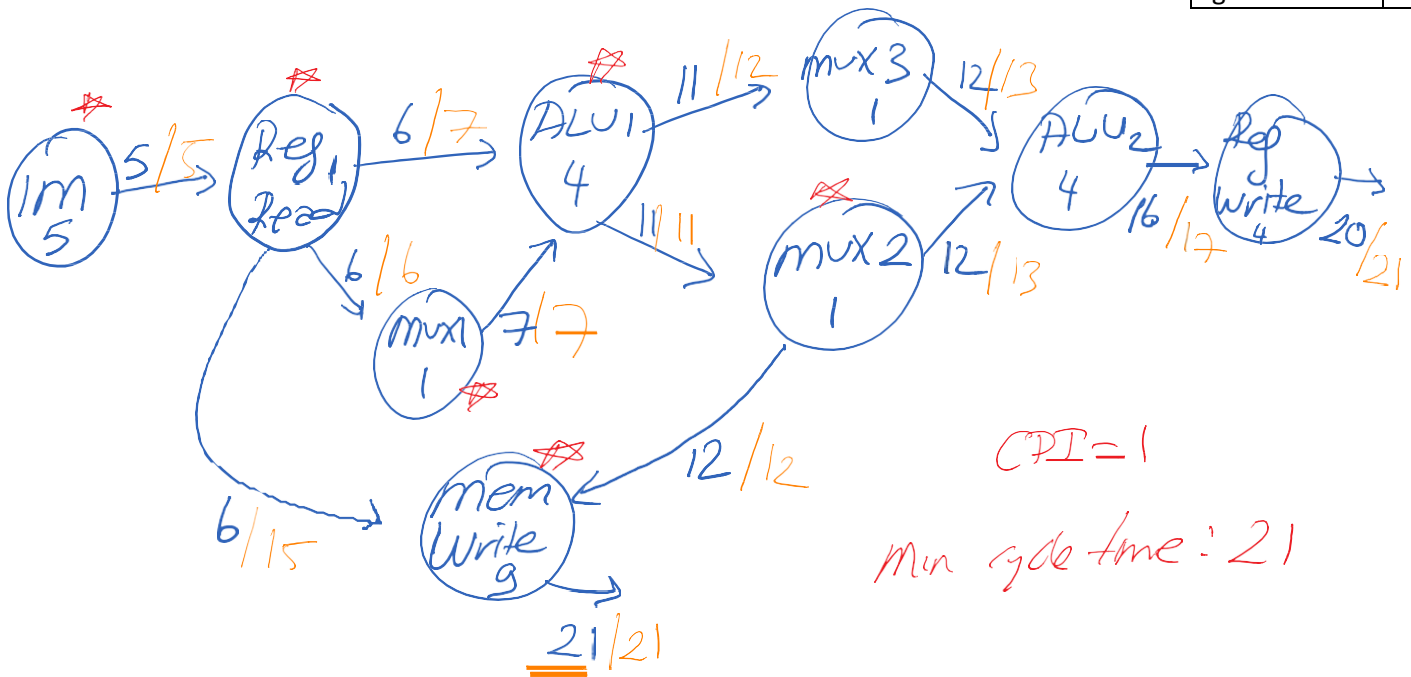 11/12
mux3
1
12/13
ALU1
4
6/7
Reg,
Read
5/5
1m
5
ALU2
4
16/17
Reg
Write
4
20/21
11/11
mux2
1
12/13
6/6
mux1
1
7/7
12/12
CPI=1
mem
Write
9
6/15
min cycle time: 21
21/21